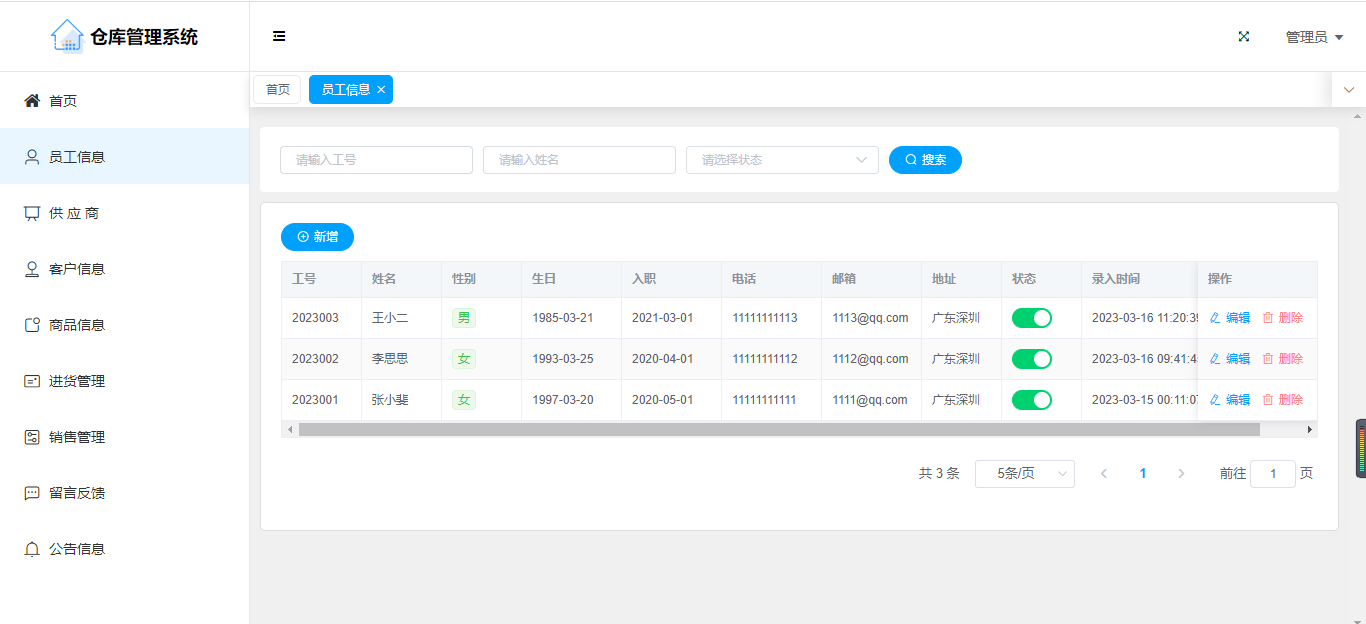 仓库管理系统
管理员
首页
员工信息
供 应 商
客户信息
商品信息
进货管理
销售管理
留言反馈
公告信息
首页 员工信息
请输入工号 请输入姓名 请选择状态 搜索
新增
工号 姓名 性别 生日 入职 电话 邮箱 地址 状态 录入时间 操作
2023003 王小二 男 1985-03-21 2021-03-01 11111111113 1113@qq.com 广东深圳 2023-03-16 11:20:39 编辑 删除
2023002 李思思 女 1993-03-25 2020-04-01 11111111112 1112@qq.com 广东深圳 2023-03-16 09:41:4 编辑 删除
2023001 张小斐 女 1997-03-20 2020-05-01 11111111111 1111@qq.com 广东深圳 2023-03-15 00:11:07 编辑 删除
共 3 条 5条/页 1 前往 1 页